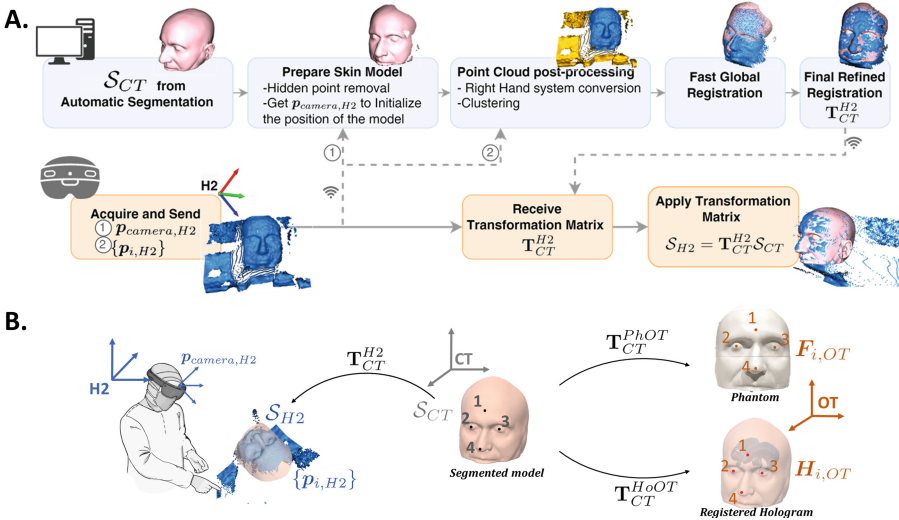 A.
S_CT from
Automatic Segmentation
Prepare Skin Model
-Hidden point removal
-Get p_camera,H2 to Initialize
the position of the model
Point Cloud post-processing
- Right Hand system conversion
- Clustering
Fast Global
Registration
Final Refined
Registration
T_CT^H2
1
2
H2
Acquire and Send
1 p_camera,H2
2 {p_i,H2}
Receive
Transformation Matrix
T_CT^H2
Apply Transformation
Matrix
S_H2 = T_CT^H2 S_CT
B.
H2
p_camera,H2
S_H2
{p_i,H2}
T_CT^H2
CT
S_CT
1
2
3
4
Segmented model
T_CT^PhOT
T_CT^HoOT
1
2
3
4
F_i,OT
Phantom
OT
1
2
3
4
H_i,OT
Registered Hologram